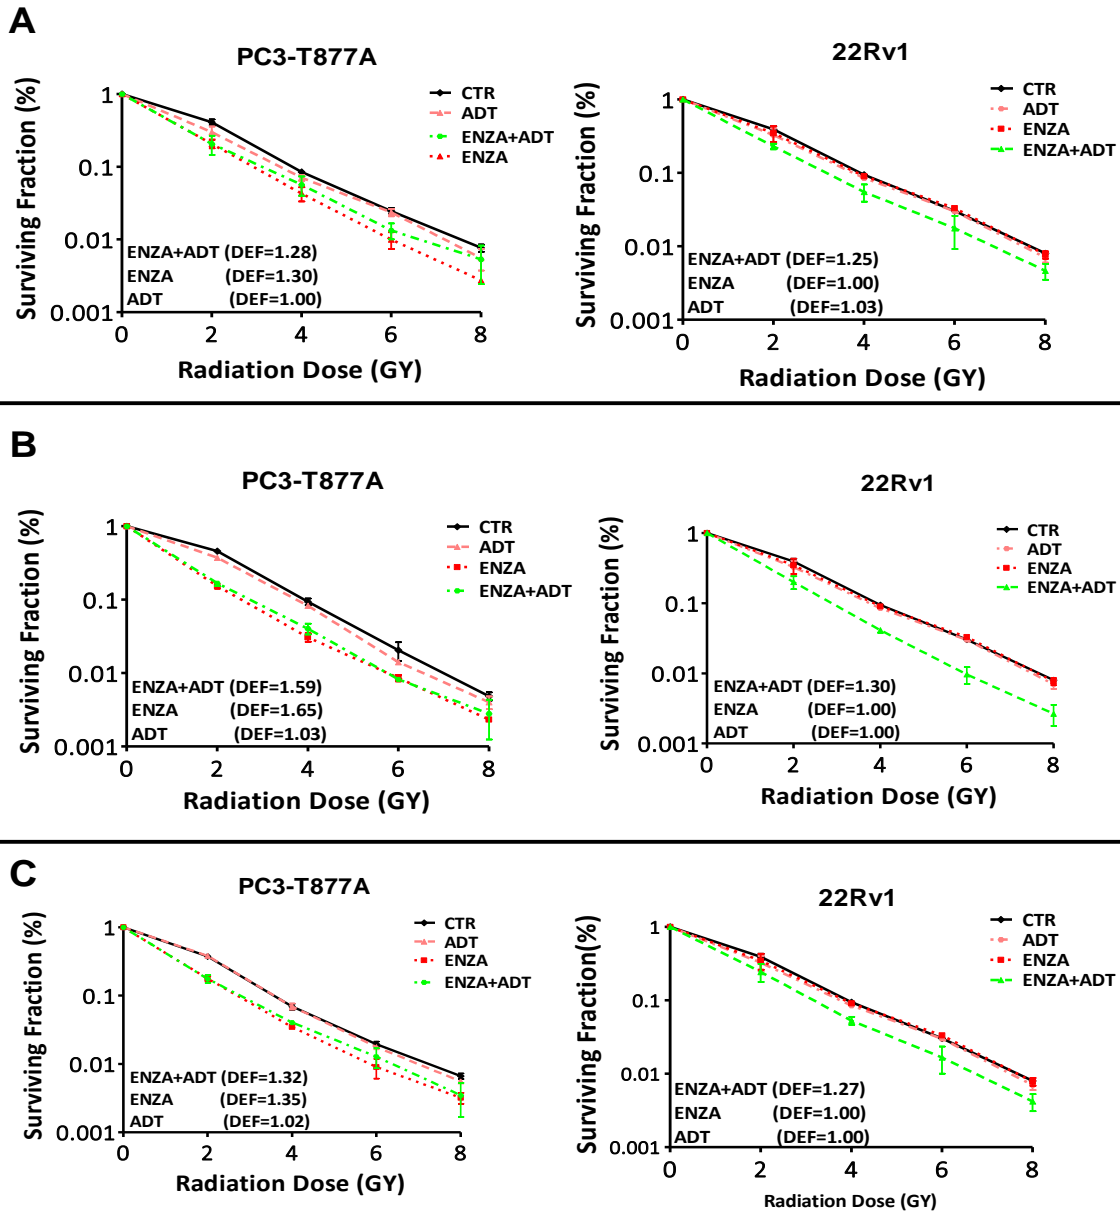 A
PC3-T877A
Surviving Fraction (%)
1
0.1
0.01
0.001
0 2 4 6 8
Radiation Dose (GY)
CTR
ADT
ENZA+ADT
ENZA
ENZA+ADT (DEF=1.28)
ENZA (DEF=1.30)
ADT (DEF=1.00)
22Rv1
Surviving Fraction (%)
1
0.1
0.01
0.001
0 2 4 6 8
Radiation Dose (GY)
CTR
ADT
ENZA
ENZA+ADT
ENZA+ADT (DEF=1.25)
ENZA (DEF=1.00)
ADT (DEF=1.03)
B
PC3-T877A
Surviving Fraction (%)
1
0.1
0.01
0.001
0 2 4 6 8
Radiation Dose (GY)
CTR
ADT
ENZA
ENZA+ADT
ENZA+ADT (DEF=1.59)
ENZA (DEF=1.65)
ADT (DEF=1.03)
22Rv1
Surviving Fraction (%)
1
0.1
0.01
0.001
0 2 4 6 8
Radiation Dose (GY)
CTR
ADT
ENZA
ENZA+ADT
ENZA+ADT (DEF=1.30)
ENZA (DEF=1.00)
ADT (DEF=1.00)
C
PC3-T877A
Surviving Fraction (%)
1
0.1
0.01
0.001
0 2 4 6 8
Radiation Dose (GY)
CTR
ADT
ENZA
ENZA+ADT
ENZA+ADT (DEF=1.32)
ENZA (DEF=1.35)
ADT (DEF=1.02)
22Rv1
Surviving Fraction(%)
1
0.1
0.01
0.001
0 2 4 6 8
Radiation Dose (GY)
CTR
ADT
ENZA
ENZA+ADT
ENZA+ADT (DEF=1.27)
ENZA (DEF=1.00)
ADT (DEF=1.00)